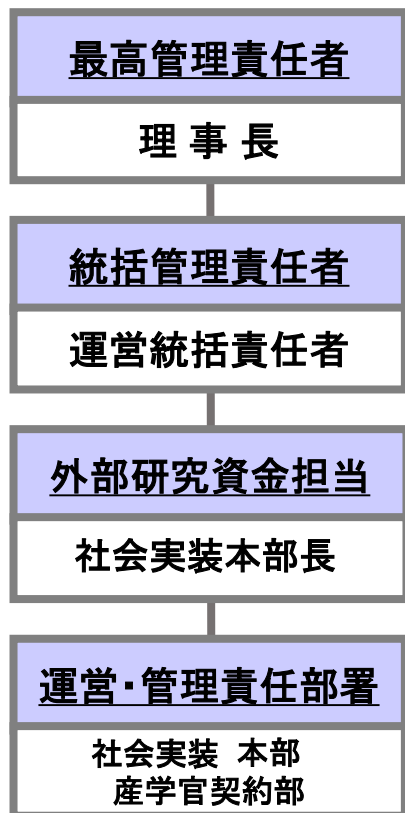 最高管理責任者
理 事 長
統括管理責任者
運営統括責任者
外部研究資金担当
社会実装本部長
運営・管理責任部署
社会実装 本部
産学官契約部